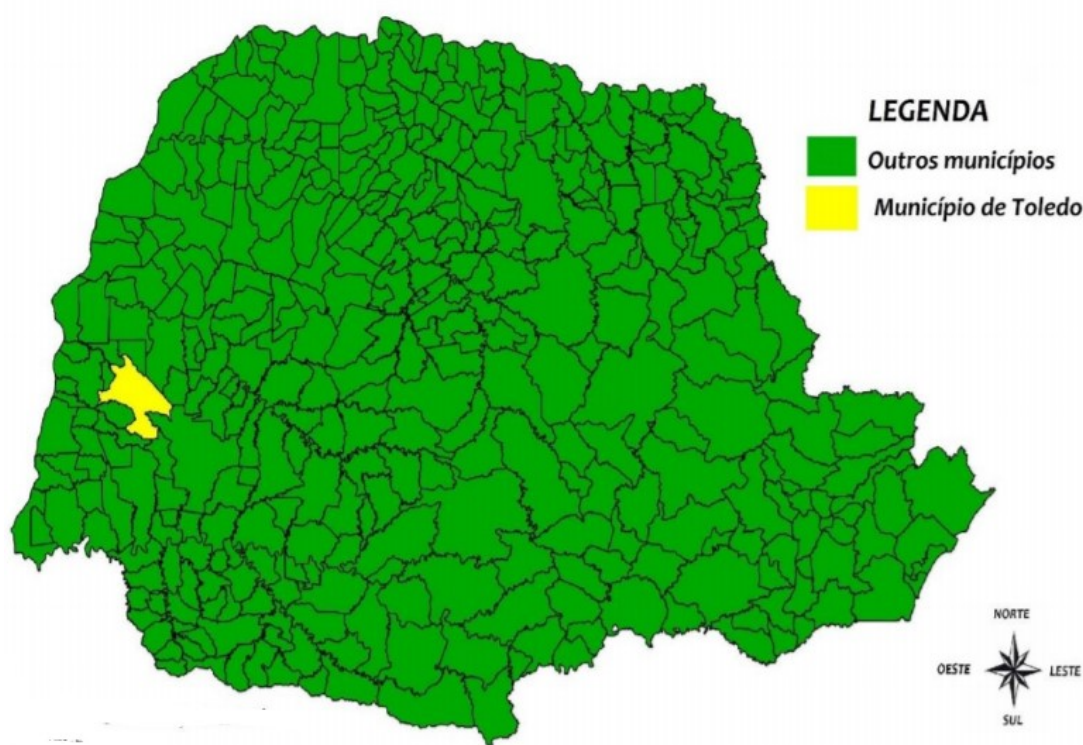 LEGENDA
Outros municípios
Município de Toledo
NORTE
OESTE
LESTE
SUL